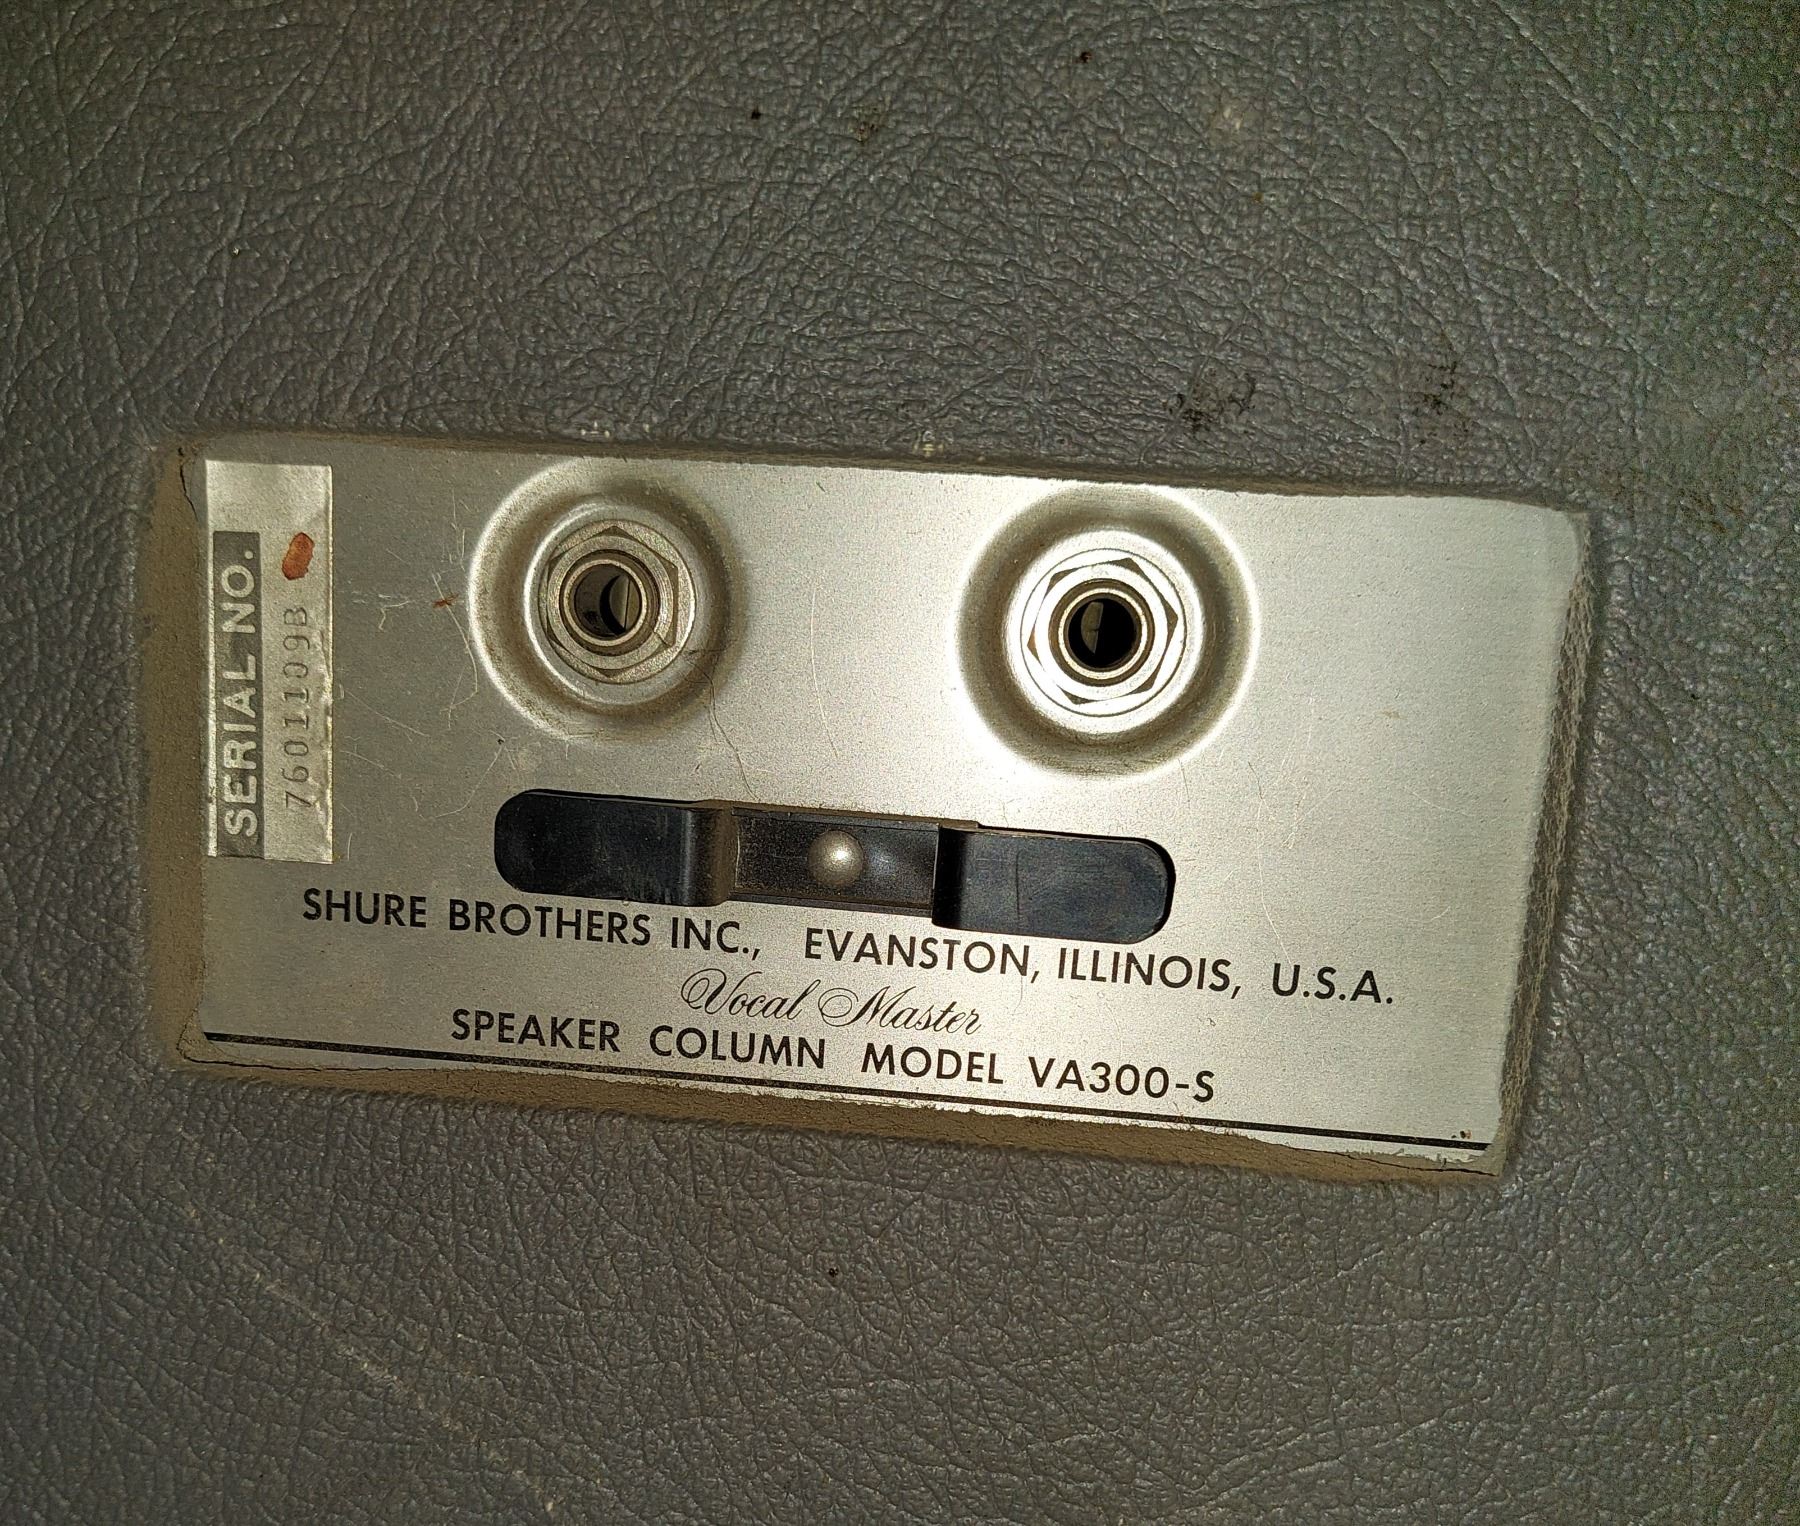 SERIAL NO.
7601109B
SHURE BROTHERS INC., EVANSTON, ILLINOIS, U.S.A.
Vocal Master
SPEAKER COLUMN MODEL VA300-S